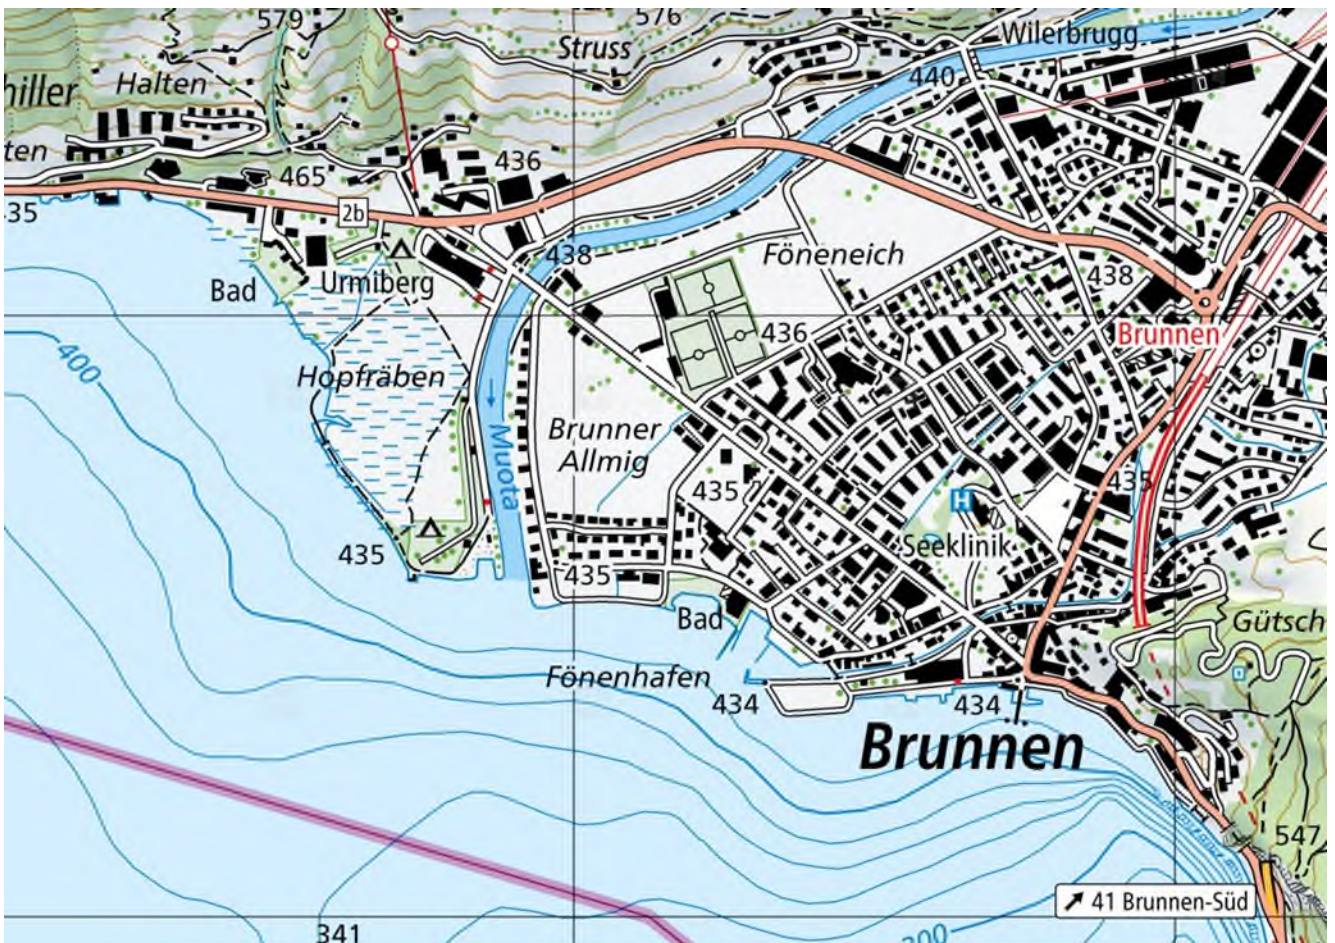 579
576
Struss
Wilerbrugg
hiller
Halten
440
ten
436
465
35
2b
438
Föneneich
Bad
Urmiberg
438
436
Brunnen
400
Hopfräben
Brunner
Allmig
Muota
435
435
H
Seeklinik
435
435
Bad
Gütsch
Fönenhafen
434
434
Brunnen
547
41 Brunnen-Süd
341
300